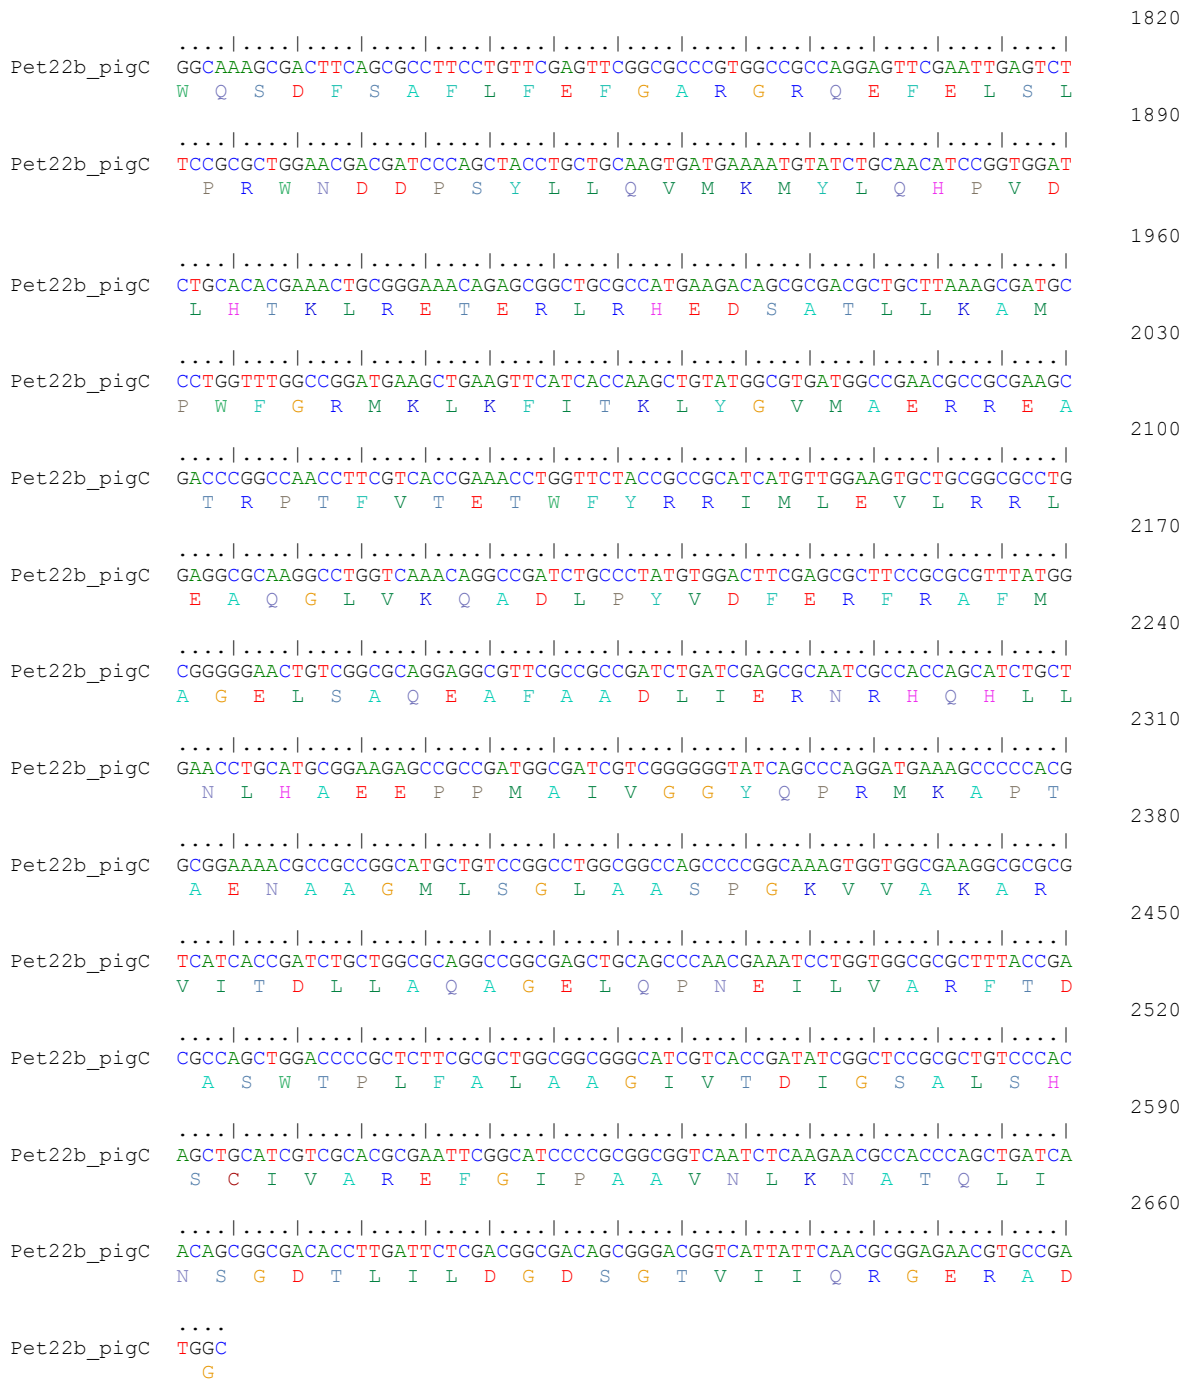 1820
....|....|....|....|....|....|....|....|....|....|....|....|....|....|
Pet22b_pigC GGCAAAGCGACTTCAGCGCCTTCCTGTTCGAGTTCGGCGCCCGTGGCCGCCAGGAGTTCGAATTGAGTCT
W Q S D F S A F L F E F G A R G R Q E F E L S L
1890
....|....|....|....|....|....|....|....|....|....|....|....|....|....|
Pet22b_pigC TCCGCGCTGGAACGACGATCCCAGCTACCTGCTGCAAGTGATGAAAATGTATCTGCAACATCCGGTGGAT
P R W N D D P S Y L L Q V M K M Y L Q H P V D
1960
....|....|....|....|....|....|....|....|....|....|....|....|....|....|
Pet22b_pigC CTGCACACGAAACTGCGGGAAACAGAGCGGCTGCGCCATGAAGACAGCGCGACGCTGCTTAAAGCGATGC
L H T K L R E T E R L R H E D S A T L L K A M
2030
....|....|....|....|....|....|....|....|....|....|....|....|....|....|
Pet22b_pigC CCTGGTTTGGCCGGATGAAGCTGAAGTTCATCACCAAGCTGTATGGCGTGATGGCCGAACGCCGCGAAGC
P W F G R M K L K F I T K L Y G V M A E R R E A
2100
....|....|....|....|....|....|....|....|....|....|....|....|....|....|
Pet22b_pigC GACCCGGCCAACCTTCGTCACCGAAACCTGGTTCTACCGCCGCATCATGTTGGAAGTGCTGCGGCGCCTG
T R P T F V T E T W F Y R R I M L E V L R R L
2170
....|....|....|....|....|....|....|....|....|....|....|....|....|....|
Pet22b_pigC GAGGCGCAAGGCCTGGTCAAACAGGCCGATCTGCCCTATGTGGACTTCGAGCGCTTCCGCGCGTTTATGG
E A Q G L V K Q A D L P Y V D F E R F R A F M
2240
....|....|....|....|....|....|....|....|....|....|....|....|....|....|
Pet22b_pigC CGGGGGAACTGTCGGCGCAGGAGGCGTTCGCCGCCGATCTGATCGAGCGCAATCGCCACCAGCATCTGCT
A G E L S A Q E A F A A D L I E R N R H Q H L L
2310
....|....|....|....|....|....|....|....|....|....|....|....|....|....|
Pet22b_pigC GAACCTGCATGCGGAAGAGCCGCCGATGGCGATCGTCGGGGGGTATCAGCCCAGGATGAAAGCCCCCACG
N L H A E E P P M A I V G G Y Q P R M K A P T
2380
....|....|....|....|....|....|....|....|....|....|....|....|....|....|
Pet22b_pigC GCGGAAAACGCCGCCGGCATGCTGTCCGGCCTGGCGGCCAGCCCCGGCAAAGTGGTGGCGAAGGCGCGCG
A E N A A G M L S G L A A S P G K V V A K A R
2450
....|....|....|....|....|....|....|....|....|....|....|....|....|....|
Pet22b_pigC TCATCACCGATCTGCTGGCGCAGGCCGGCGAGCTGCAGCCCAACGAAATCCTGGTGGCGCGCTTTACCGA
V I T D L L A Q A G E L Q P N E I L V A R F T D
2520
....|....|....|....|....|....|....|....|....|....|....|....|....|....|
Pet22b_pigC CGCCAGCTGGACCCCGCTCTTCGCGCTGGCGGCGGGCATCGTCACCGATATCGGCTCCGCGCTGTCCCAC
A S W T P L F A L A A G I V T D I G S A L S H
2590
....|....|....|....|....|....|....|....|....|....|....|....|....|....|
Pet22b_pigC AGCTGCATCGTCGCACGCGAATTCGGCATCCCCGCGGCGGTCAATCTCAAGAACGCCACCCAGCTGATCA
S C I V A R E F G I P A A V N L K N A T Q L I
2660
....|....|....|....|....|....|....|....|....|....|....|....|....|....|
Pet22b_pigC ACAGCGGCGACACCTTGATTCTCGACGGCGACAGCGGGACGGTCATTATTCAACGCGGAGAACGTGCCGA
N S G D T L I L D G D S G T V I I Q R G E R A D
....
Pet22b_pigC TGGC
G